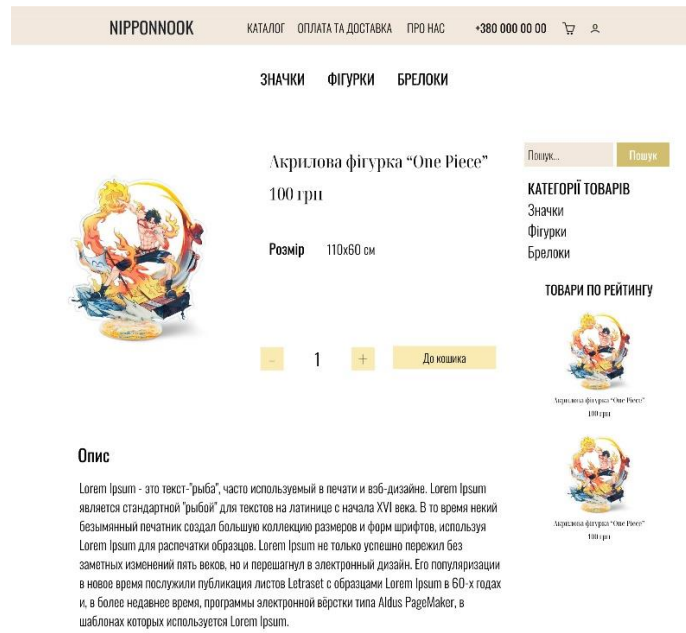 NIPPONNOOK КАТАЛОГ ОПЛАТА ТА ДОСТАВКА ПРО НАС +380 000 00 00
ЗНАЧКИ ФІГУРКИ БРЕЛОКИ
Акрилова фігурка “One Piece”
100 грн
Розмір 110x60 см
- 1 + До кошика
Пошук... Пошук
КАТЕГОРІЇ ТОВАРІВ
Значки
Фігурки
Брелоки
ТОВАРИ ПО РЕЙТИНГУ
Акрилова фігурка “One Piece”
100 грн
Акрилова фігурка “One Piece”
100 грн
Опис
Lorem Ipsum - это текст-"рыба", часто используемый в печати и вэб-дизайне. Lorem Ipsum
является стандартной "рыбой" для текстов на латинице с начала XVI века. В то время некий
безымянный печатник создал большую коллекцию размеров и форм шрифтов, используя
Lorem Ipsum для распечатки образцов. Lorem Ipsum не только успешно пережил без
заметных изменений пять веков, но и перешагнул в электронный дизайн. Его популяризации
в новое время послужили публикация листов Letraset с образцами Lorem Ipsum в 60-х годах
и, в более недавнее время, программы электронной вёрстки типа Aldus PageMaker, в
шаблонах которых используется Lorem Ipsum.